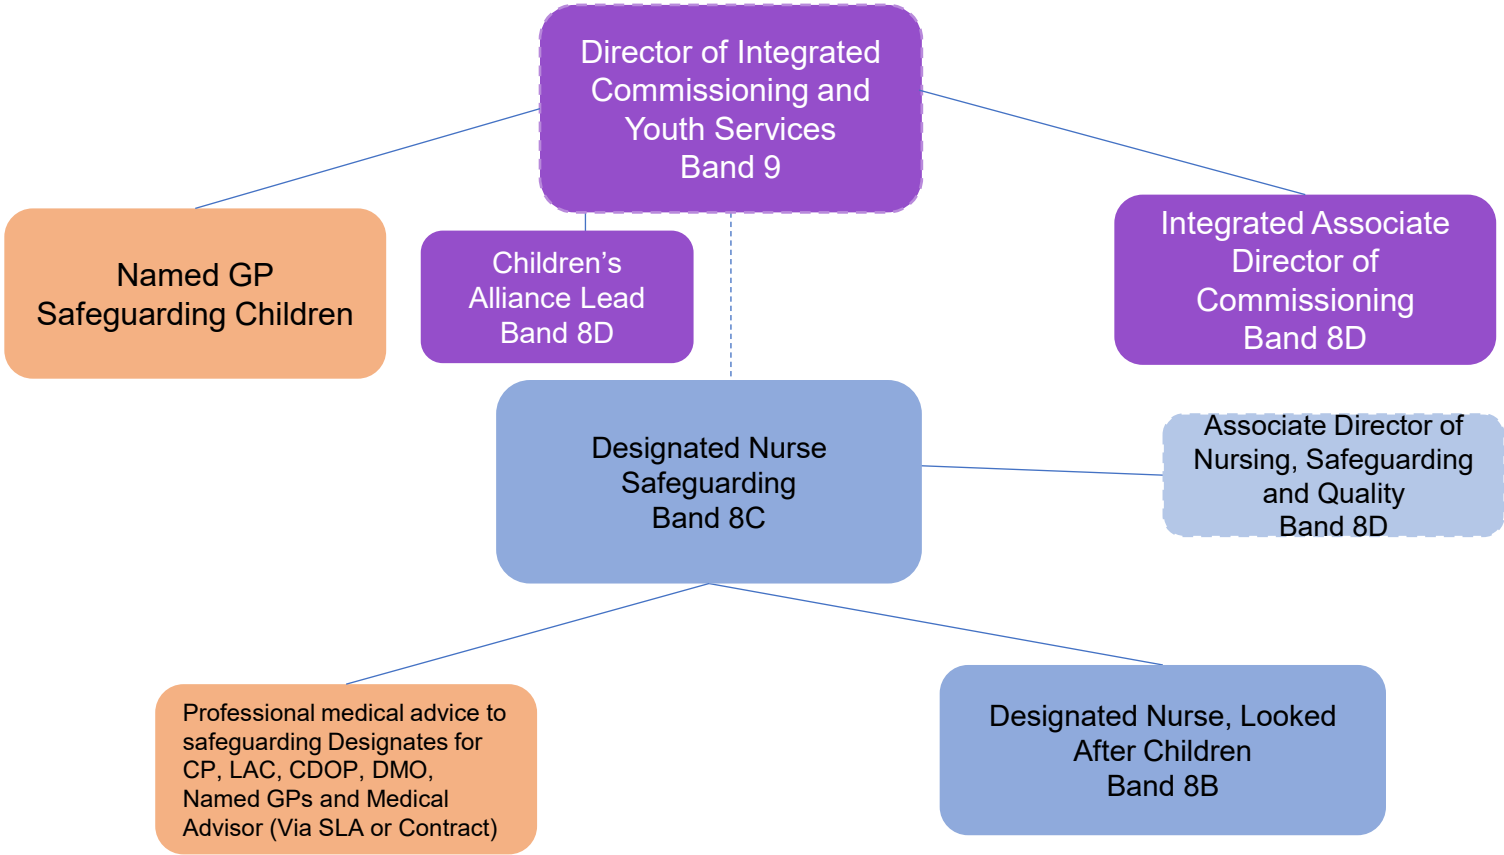 Director of Integrated
Commissioning and
Youth Services
Band 9
Named GP
Safeguarding Children
Children’s
Alliance Lead
Band 8D
Integrated Associate
Director of
Commissioning
Band 8D
Designated Nurse
Safeguarding
Band 8C
Associate Director of
Nursing, Safeguarding
and Quality
Band 8D
Professional medical advice to
safeguarding Designates for
CP, LAC, CDOP, DMO,
Named GPs and Medical
Advisor (Via SLA or Contract)
Designated Nurse, Looked
After Children
Band 8B